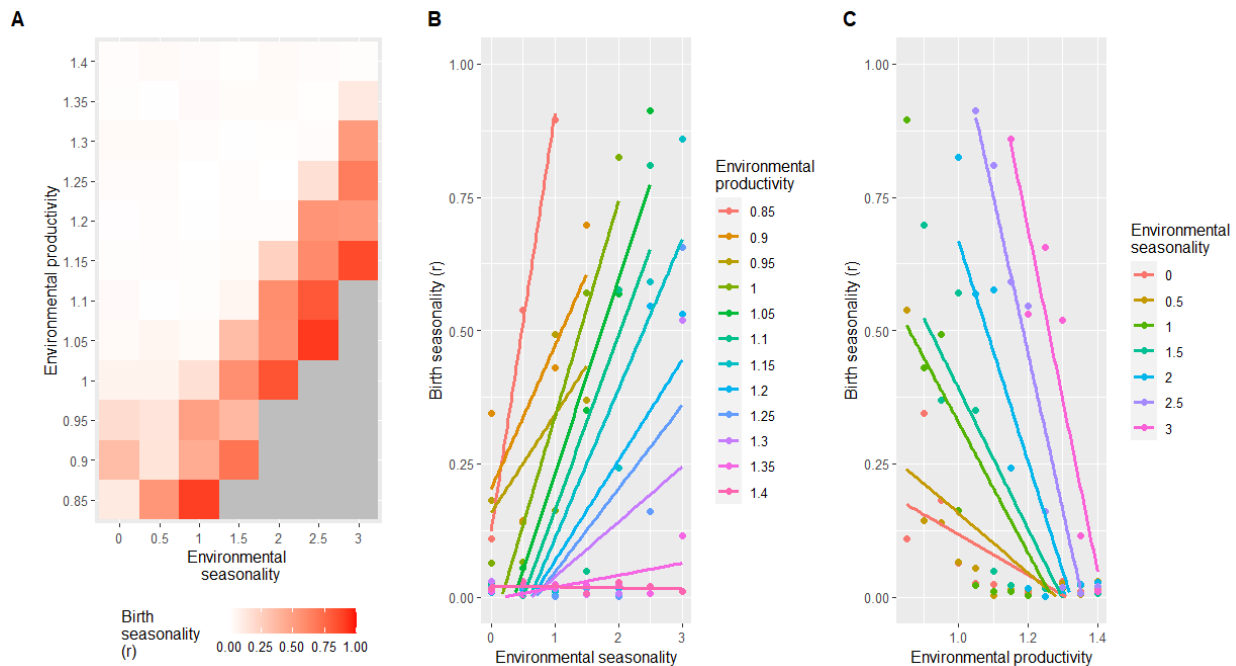 A
1.4
1.35
1.3
1.25
1.2
1.15
1.1
1.05
1
0.95
0.9
0.85
Environmental productivity
0 0.5 1 1.5 2 2.5 3
Environmental
seasonality
Birth
seasonality
(r)
0.00 0.25 0.50 0.75 1.00
B
1.00
0.75
0.50
0.25
0.00
Birth seasonality (r)
0 1 2 3
Environmental seasonality
Environmental
productivity
0.85
0.9
0.95
1
1.05
1.1
1.15
1.2
1.25
1.3
1.35
1.4
C
1.00
0.75
0.50
0.25
0.00
Birth seasonality (r)
1.0 1.2 1.4
Environmental productivity
Environmental
seasonality
0
0.5
1
1.5
2
2.5
3